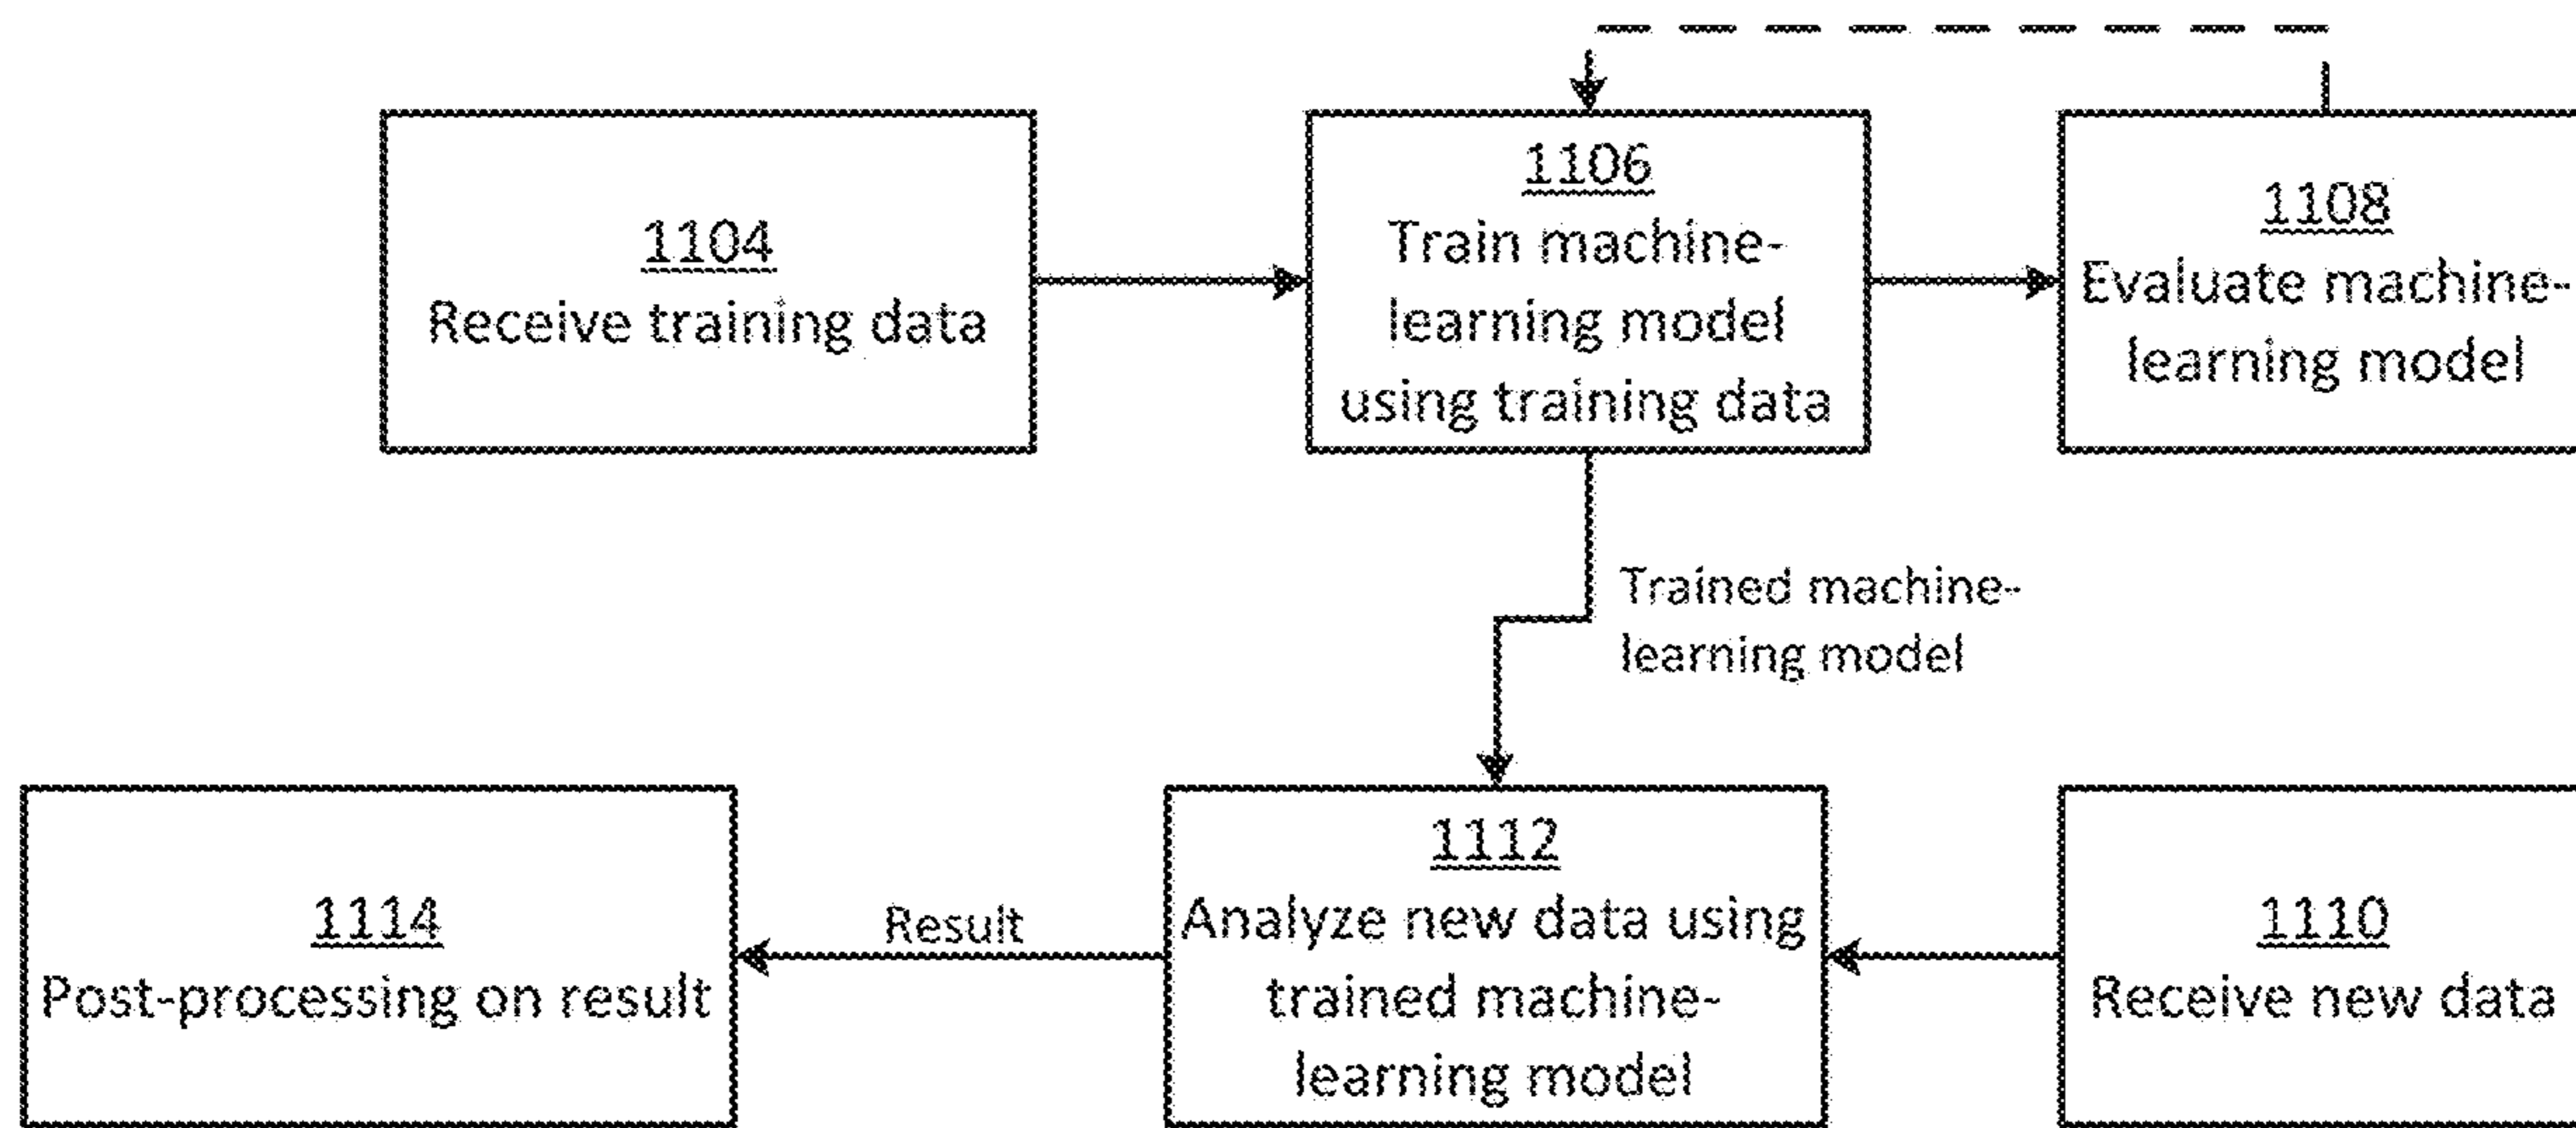 1104
Receive training data
1106
Train machine-
learning model
using training data
1108
Evaluate machine-
learning model
Trained machine-
learning model
1114
Post-processing on result
Result
1112
Analyze new data using
trained machine-
learning model
1110
Receive new data